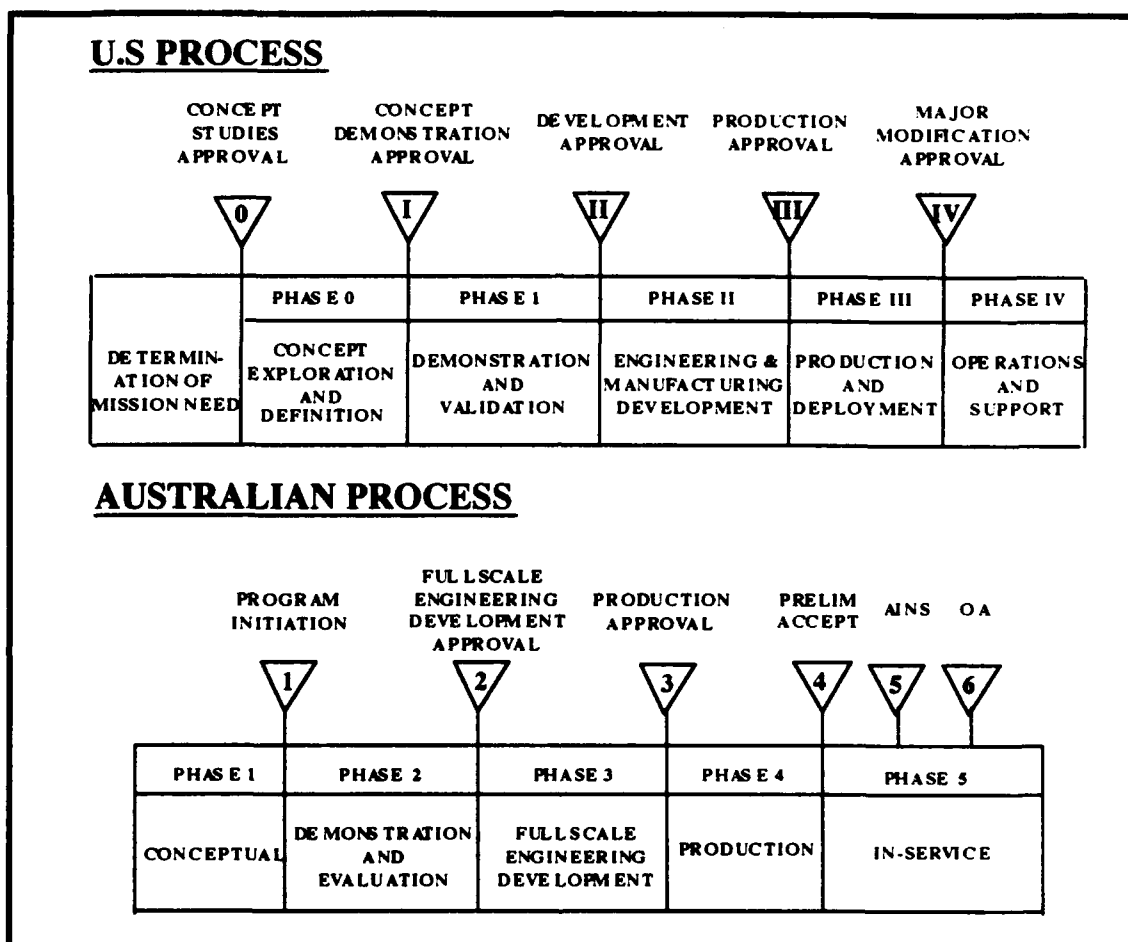 U.S PROCESS
CONCEPT
STUDIES
APPROVAL
CONCEPT
DEMONSTRATION
APPROVAL
DEVELOPMENT
APPROVAL
PRODUCTION
APPROVAL
MAJOR
MODIFICATION
APPROVAL
0
I
II
III
IV
PHASE 0
PHASE 1
PHASE II
PHASE III
PHASE IV
DETERMIN-
ATION OF
MISSION NEED
CONCEPT
EXPLORATION
AND
DEFINITION
DEMONSTRATION
AND
VALIDATION
ENGINEERING &
MANUFACTURING
DEVELOPMENT
PRODUCTION
AND
DEPLOYMENT
OPERATIONS
AND
SUPPORT
AUSTRALIAN PROCESS
PROGRAM
INITIATION
FULLSCALE
ENGINEERING
DEVELOPMENT
APPROVAL
PRODUCTION
APPROVAL
PRELIM
ACCEPT
AINS
OA
1
2
3
4
5
6
PHASE 1
PHASE 2
PHASE 3
PHASE 4
PHASE 5
CONCEPTUAL
DEMONSTRATION
AND
EVALUATION
FULLSCALE
ENGINEERING
DEVELOPMENT
PRODUCTION
IN-SERVICE